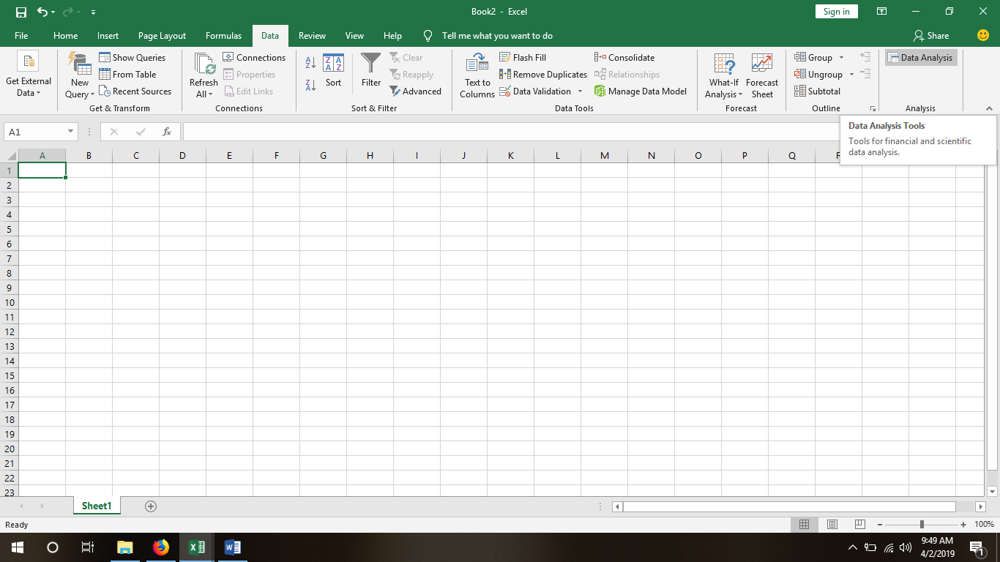 Book2 - Excel
Sign in
File Home Insert Page Layout Formulas Data Review View Help Tell me what you want to do Share
Get External Data
New Query
Show Queries
From Table
Recent Sources
Get & Transform
Refresh All
Connections
Properties
Edit Links
Connections
A Z
Z A
Z A A Z
Sort
Filter
Clear
Reapply
Advanced
Sort & Filter
Text to Columns
Flash Fill
Remove Duplicates
Data Validation
Consolidate
Relationships
Manage Data Model
Data Tools
What-If Analysis
Forecast Sheet
Forecast
Group
Ungroup
Subtotal
Outline
Data Analysis
Analysis
Data Analysis Tools
Tools for financial and scientific
data analysis.
A1 fx
A B C D E F G H I J K L M N O P Q
1
2
3
4
5
6
7
8
9
10
11
12
13
14
15
16
17
18
19
20
21
22
23
Sheet1
Ready 100%
9:49 AM
4/2/2019
1